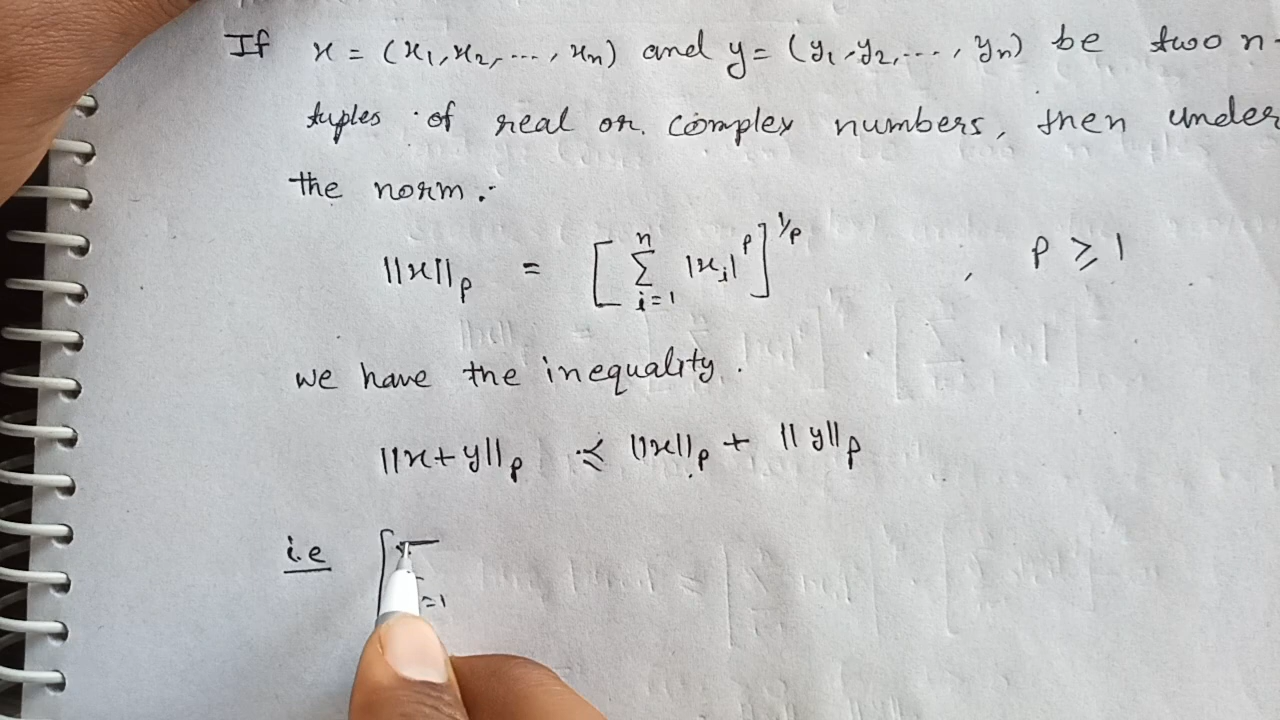 If x = (x₁, x₂, ..., xₙ) and y = (y₁, y₂, ..., yₙ) be two n-
tuples of real or complex numbers, then under
the norm :-
||x||ₚ = [ n Σ i=1 |xᵢ|ᵖ ]^1/p , p ≥ 1
we have the inequality.
||x+y||ₚ ≤ ||x||ₚ + ||y||ₚ
i.e [ Σ =1